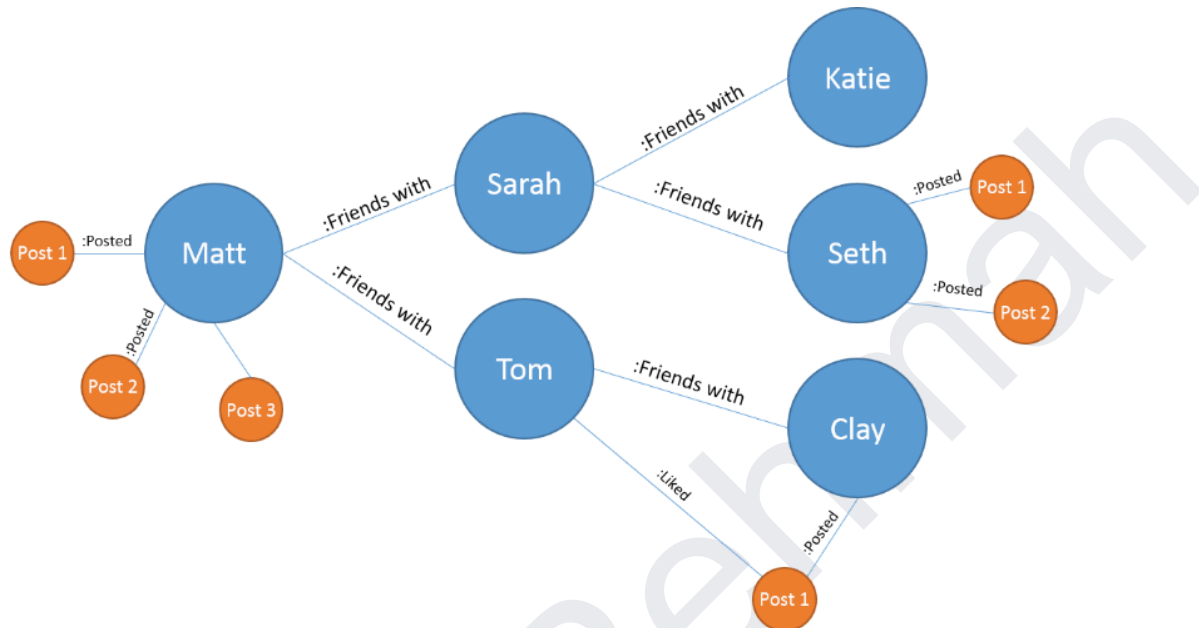 Katie
:Friends with
Sarah
:Friends with
:Friends with
:Posted
Post 1
Post 1
:Posted
Matt
Seth
:Posted
Post 2
:Friends with
:Posted
Post 2
Post 3
Tom
:Friends with
Clay
:Liked
:Posted
Post 1